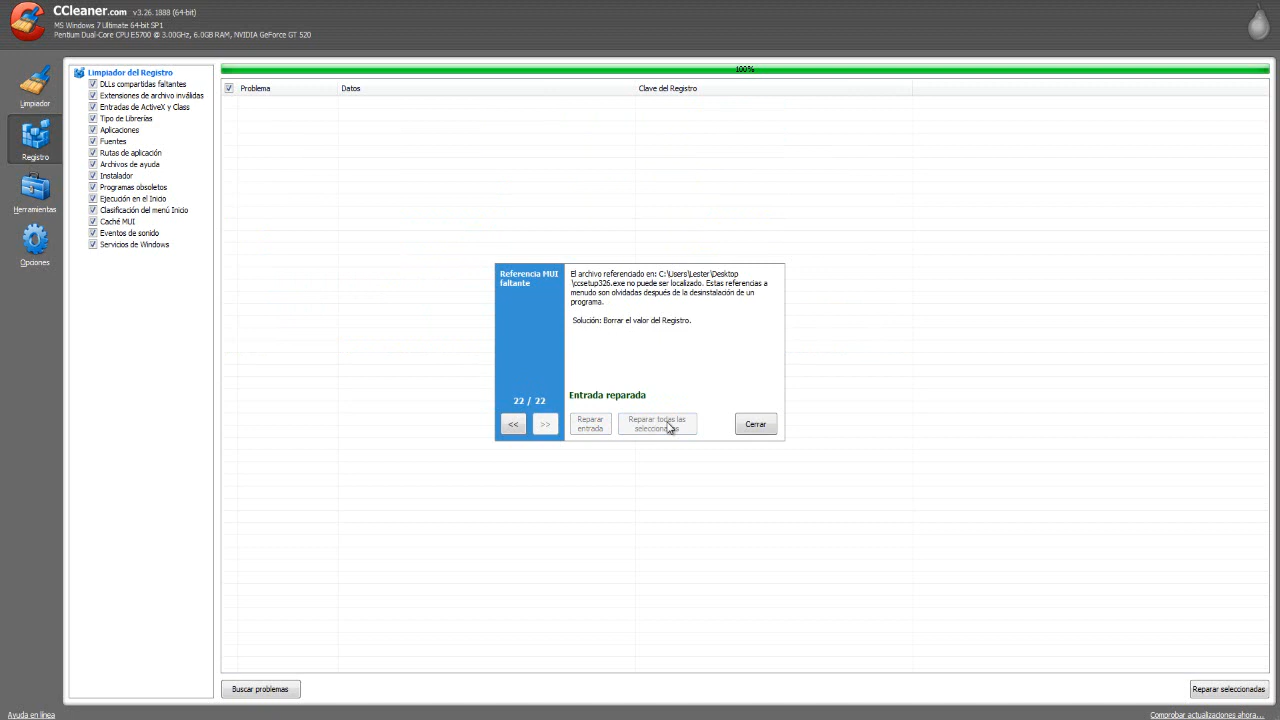 CCleaner.com v3.26.1888 (64-bit)
MS Windows 7 Ultimate 64-bit SP1
Pentium Dual-Core CPU E5700 @ 3.00GHz, 6.0GB RAM, NVIDIA GeForce GT 520
Limpiador
Registro
Herramientas
Opciones
Limpiador del Registro
DLLs compartidas faltantes
Extensiones de archivo inválidas
Entradas de ActiveX y Class
Tipo de Librerías
Aplicaciones
Fuentes
Rutas de aplicación
Archivos de ayuda
Instalador
Programas obsoletos
Ejecución en el Inicio
Clasificación del menú Inicio
Caché MUI
Eventos de sonido
Servicios de Windows
100%
Problema Datos Clave del Registro
Referencia MUI
faltante
El archivo referenciado en: C:\Users\Lester\Desktop
\ccsetup326.exe no puede ser localizado. Estas referencias a
menudo son olvidadas después de la desinstalación de un
programa.
Solución: Borrar el valor del Registro.
Entrada reparada
22 / 22
<< >>
Reparar
entrada
Reparar todas las
seleccionadas
Cerrar
Buscar problemas
Reparar seleccionadas
Ayuda en línea
Comprobar actualizaciones ahora...